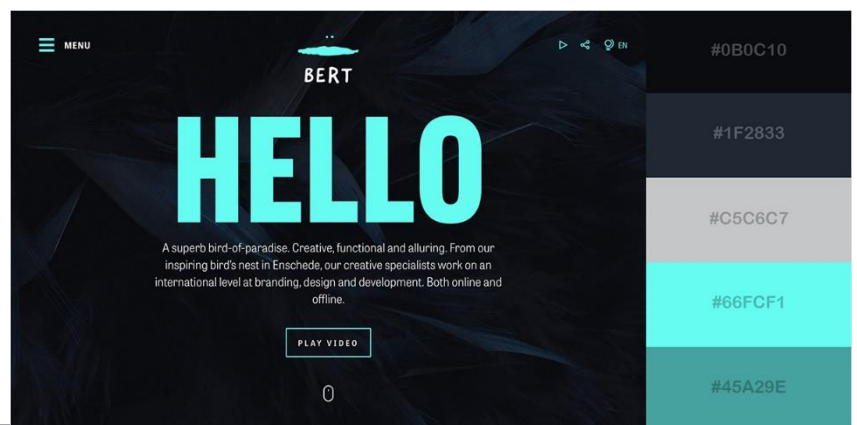 MENU
BERT
EN
HELLO
A superb bird-of-paradise. Creative, functional and alluring. From our
inspiring bird's nest in Enschede, our creative specialists work on an
international level at branding, design and development. Both online and
offline.
PLAY VIDEO
#0B0C10
#1F2833
#C5C6C7
#66FCF1
#45A29E